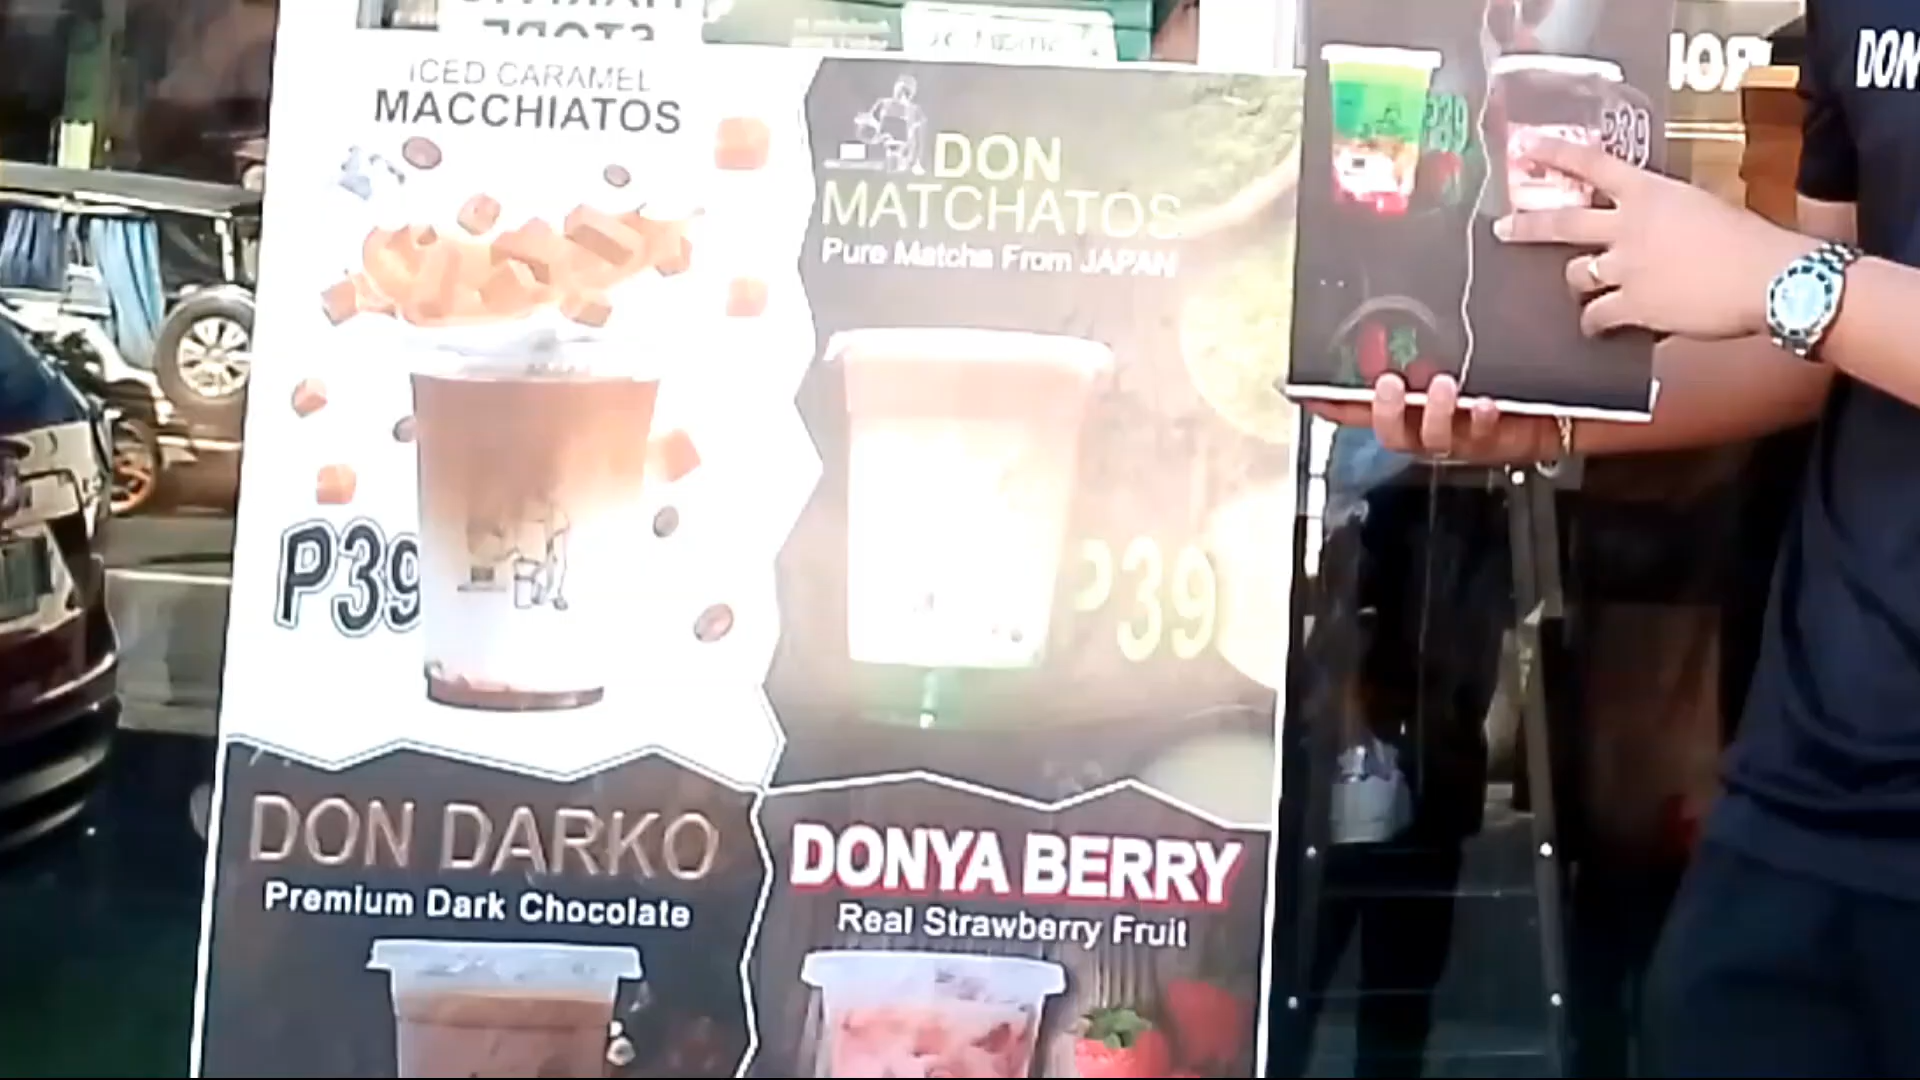 ICED CARAMEL
MACCHIATOS
P39
DON
MATCHATOS
Pure Matcha From JAPAN
P39
DON DARKO
Premium Dark Chocolate
DONYA BERRY
Real Strawberry Fruit
P39
P39
DON